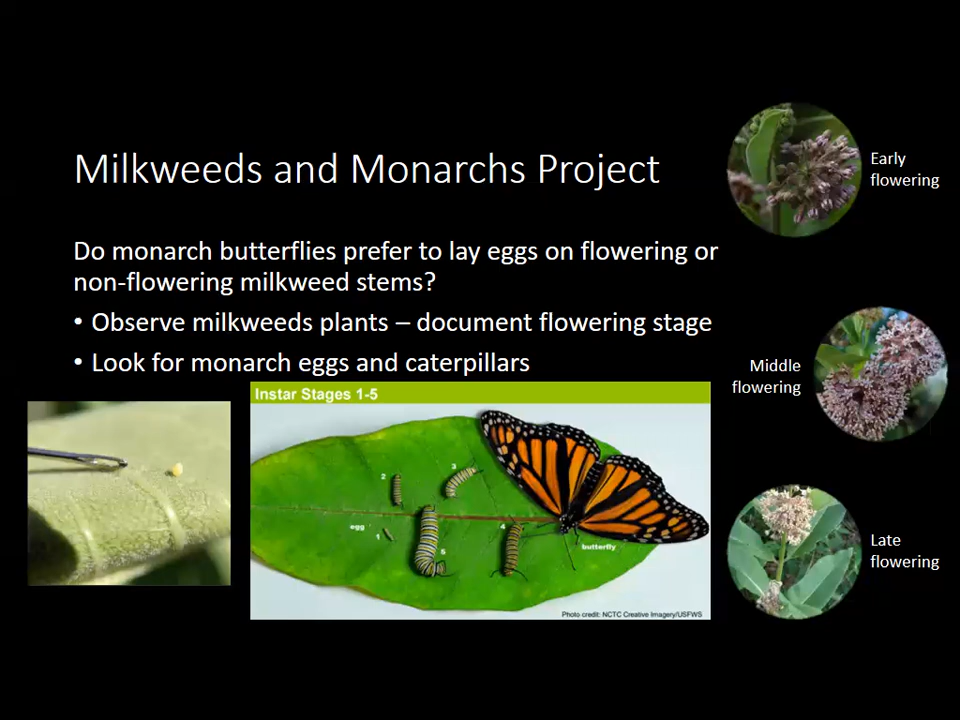 Milkweeds and Monarchs Project
Do monarch butterflies prefer to lay eggs on flowering or
non-flowering milkweed stems?
• Observe milkweeds plants – document flowering stage
• Look for monarch eggs and caterpillars
Early
flowering
Middle
flowering
Late
flowering
Instar Stages 1-5
2
3
egg
1
5
4
butterfly
Photo credit: NCTC Creative Imagery/USFWS